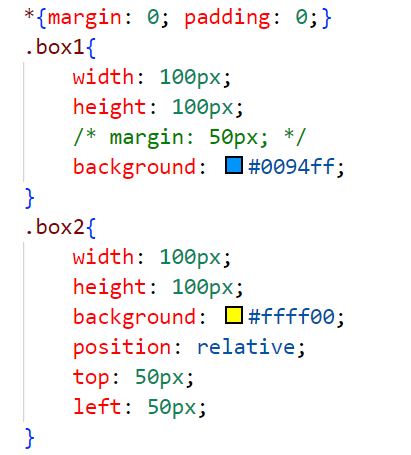 *{margin: 0; padding: 0;}
.box1{
    width: 100px;
    height: 100px;
    /* margin: 50px; */
    background: #0094ff;
}
.box2{
    width: 100px;
    height: 100px;
    background: #ffff00;
    position: relative;
    top: 50px;
    left: 50px;
}